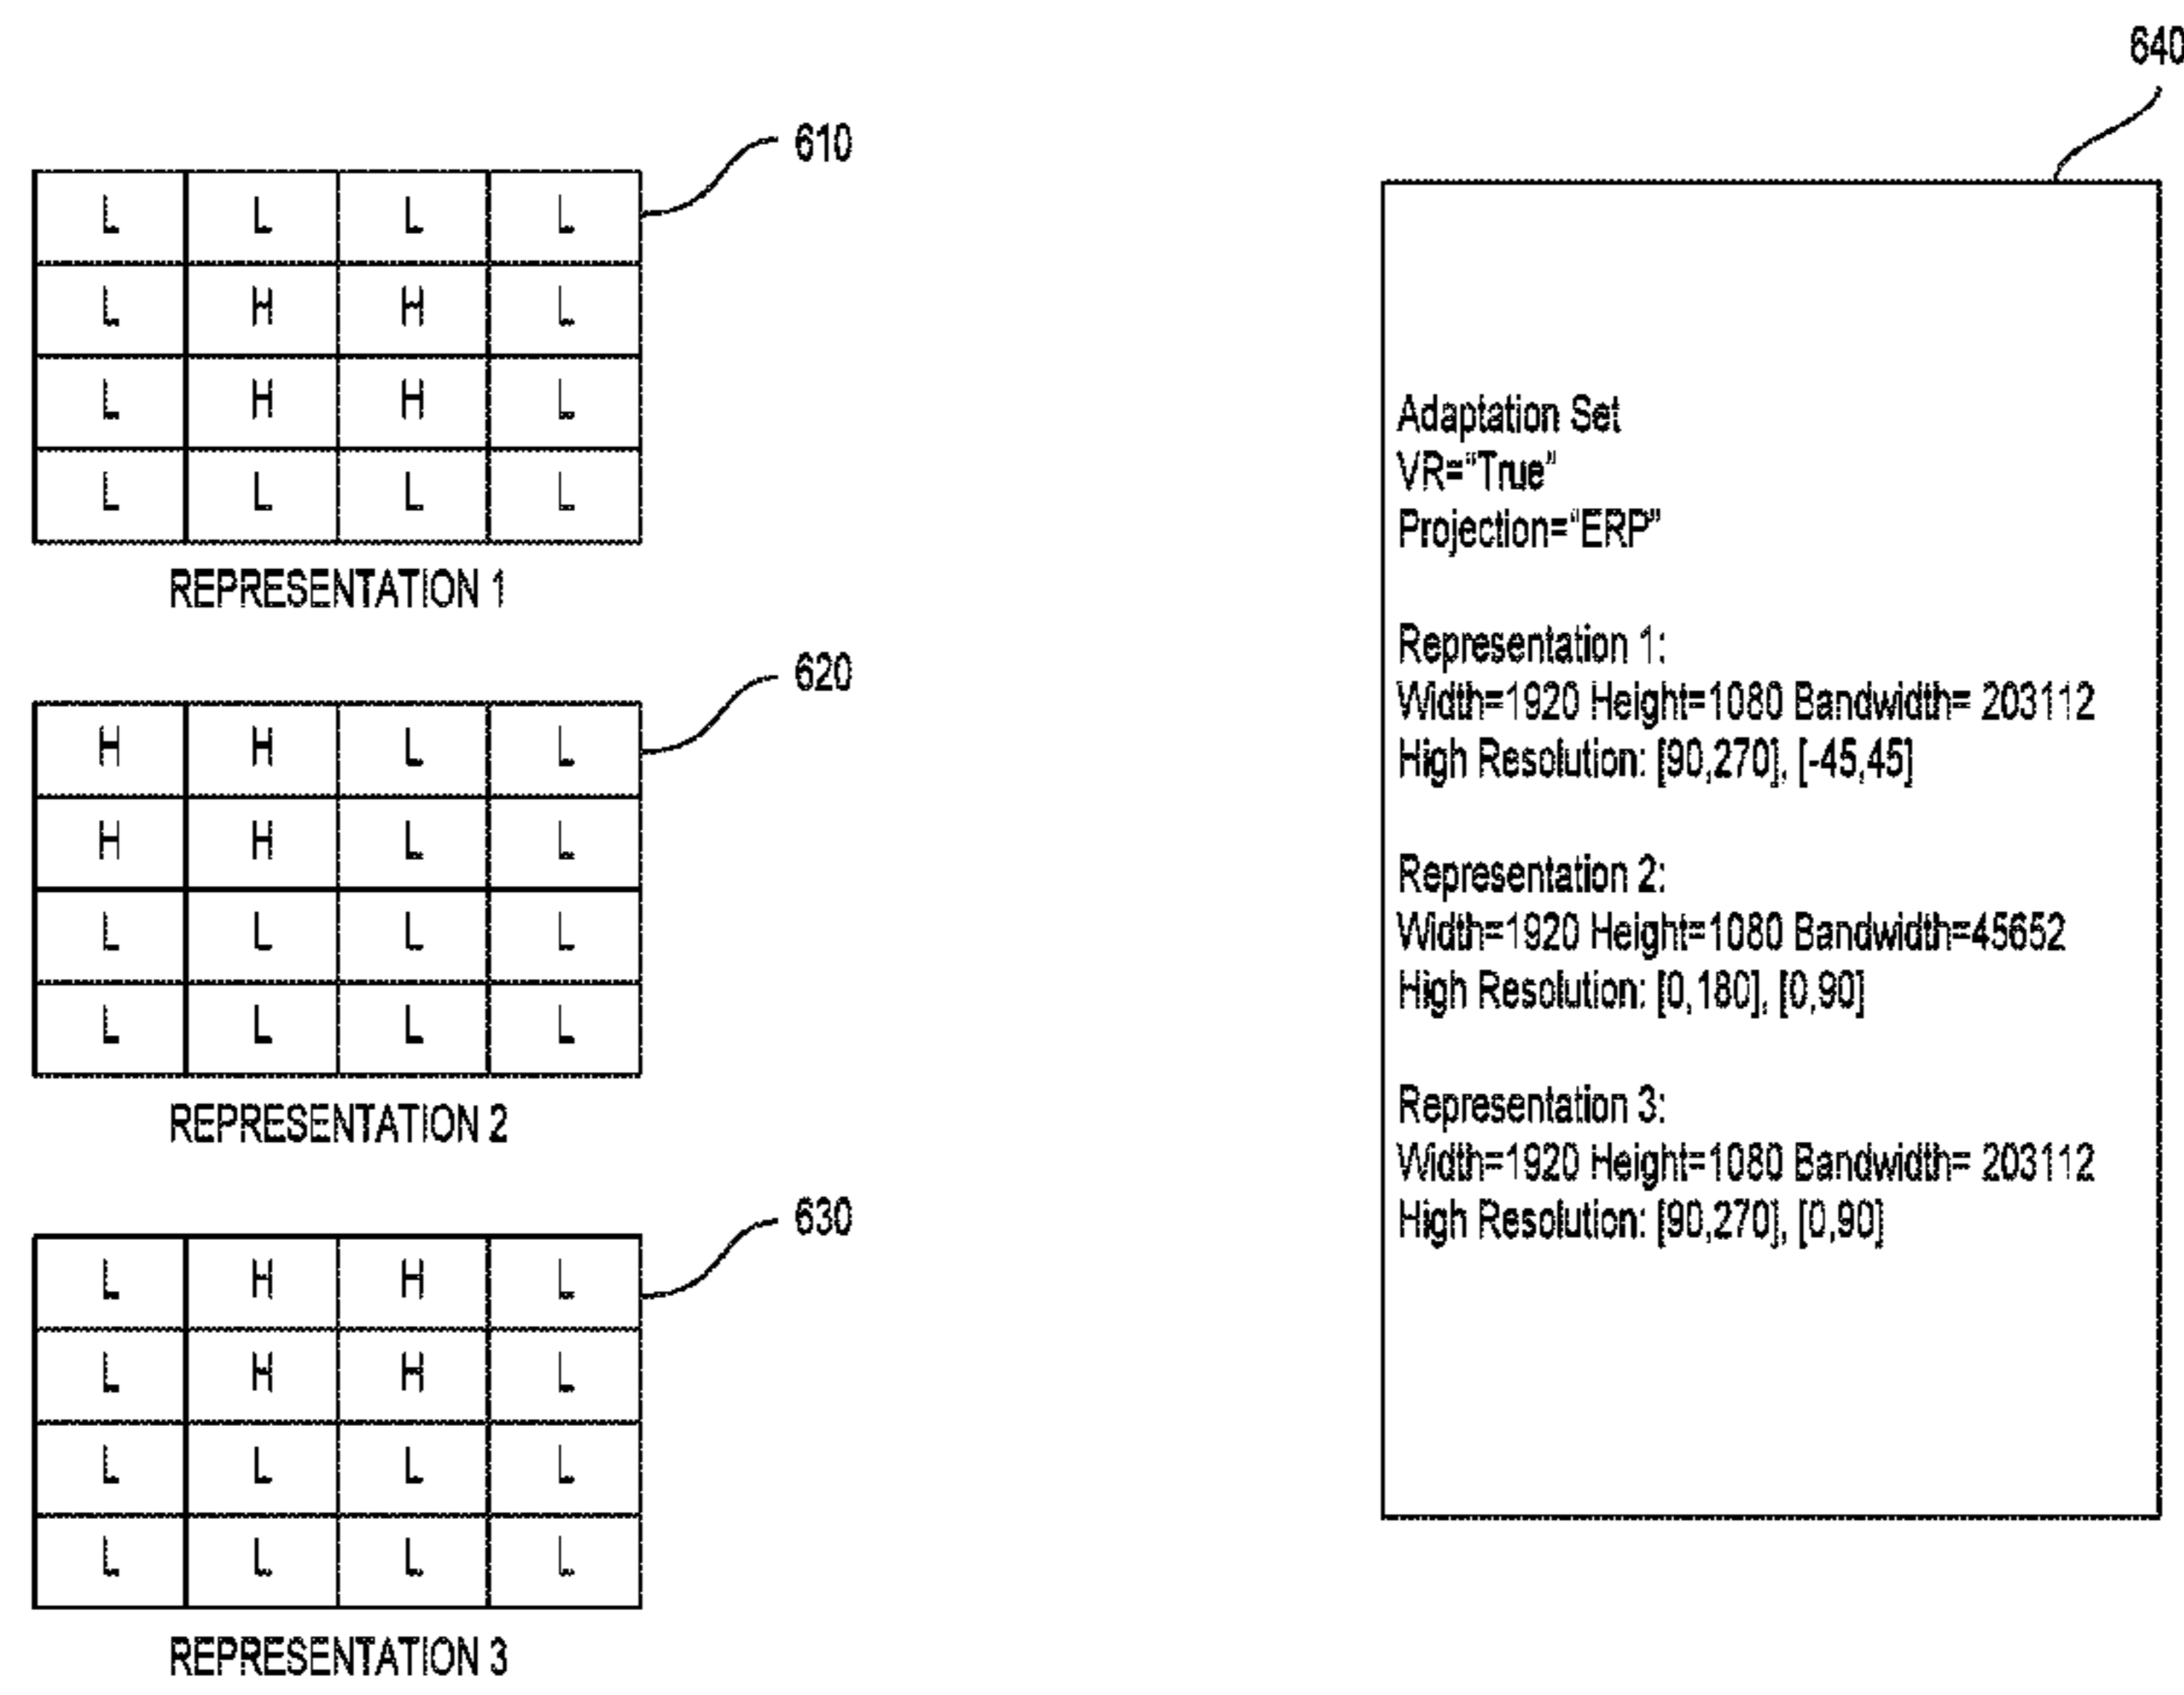 610
L L L L
L H H L
L H H L
L L L L
REPRESENTATION 1
620
H H L L
H H L L
L L L L
L L L L
REPRESENTATION 2
630
L H H L
L H H L
L L L L
L L L L
REPRESENTATION 3
640
Adaptation Set
VR="True"
Projection="ERP"
Representation 1:
Width=1920 Height=1080 Bandwidth= 203112
High Resolution: [90,270], [-45,45]
Representation 2:
Width=1920 Height=1080 Bandwidth=45652
High Resolution: [0,180], [0,90]
Representation 3:
Width=1920 Height=1080 Bandwidth= 203112
High Resolution: [90,270], [0,90]